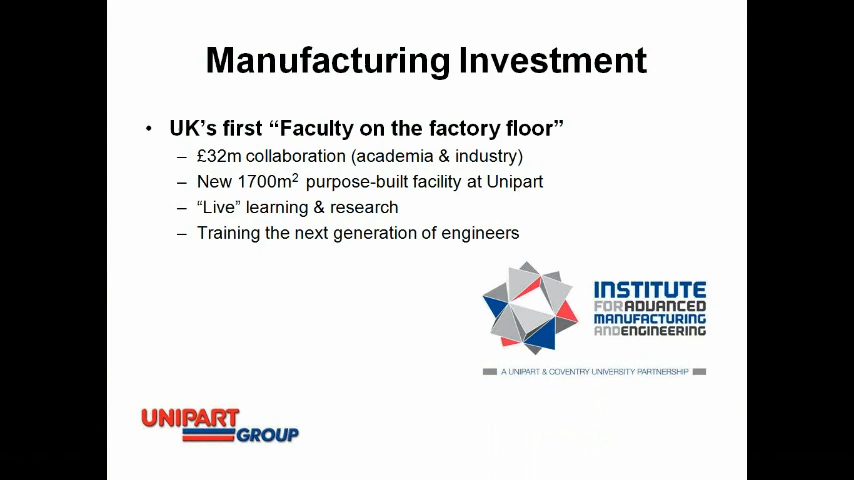 Manufacturing Investment
• UK's first “Faculty on the factory floor”
– £32m collaboration (academia & industry)
– New 1700m² purpose-built facility at Unipart
– “Live” learning & research
– Training the next generation of engineers
INSTITUTE
FOR ADVANCED
MANUFACTURING
AND ENGINEERING
A UNIPART & COVENTRY UNIVERSITY PARTNERSHIP
UNIPART
GROUP